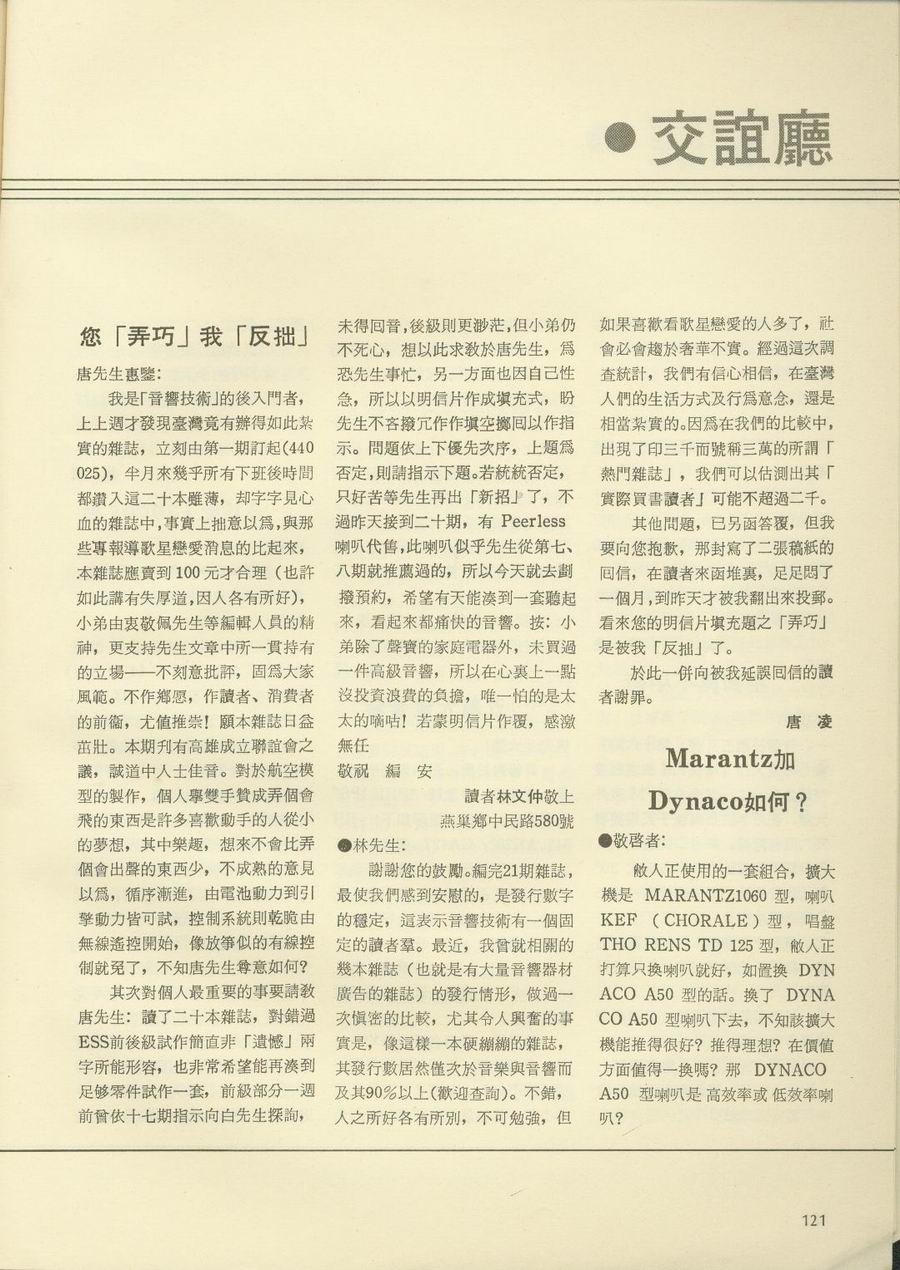 ●交誼廳
您「弄巧」我「反拙」
唐先生惠鑒：
我是「音響技術」的後入門者，
上上週才發現臺灣竟有辦得如此紮
實的雜誌，立刻由第一期訂起(440
025)，半月來幾乎所有下班後時間
都鑽入這二十本雖薄，却字字見心
血的雜誌中，事實上拙意以爲，與那
些專報導歌星戀愛消息的比起來，
本雜誌應賣到100元才合理（也許
如此講有失厚道，因人各有所好），
小弟由衷敬佩先生等編輯人員的精
神，更支持先生文章中所一貫持有
的立場——不刻意批評，固爲大家
風範。不作鄉愿，作讀者、消費者
的前衞，尤值推崇！願本雜誌日益
茁壯。本期刋有高雄成立聯誼會之
議，誠道中人士佳音。對於航空模
型的製作，個人擧雙手贊成弄個會
飛的東西是許多喜歡動手的人從小
的夢想，其中樂趣，想來不會比弄
個會出聲的東西少，不成熟的意見
以爲，循序漸進，由電池動力到引
擎動力皆可試，控制系統則乾脆由
無線遙控開始，像放箏似的有線控
制就免了，不知唐先生尊意如何？
其次對個人最重要的事要請敎
唐先生：讀了二十本雜誌，對錯過
ESS前後級試作簡直非「遺憾」兩
字所能形容，也非常希望能再湊到
足够零件試作一套，前級部分一週
前曾依十七期指示向白先生探詢，
未得囘音，後級則更渺茫，但小弟仍
不死心，想以此求敎於唐先生，爲
恐先生事忙，另一方面也因自己性
急，所以以明信片作成塡充式，盼
先生不客撥冗作作塡空擲囘以作指
示。問題依上下優先次序，上題爲
否定，則請指示下題。若統統否定，
只好苦等先生再出「新招」了，不
過昨天接到二十期，有 Peerless
喇叭代售，此喇叭似乎先生從第七、
八期就推薦過的，所以今天就去劃
撥預約，希望有天能湊到一套聽起
來，看起來都痛快的音響。按：小
弟除了聲寶的家庭電器外，未買過
一件高級音響，所以在心裏上一點
沒投資浪費的負擔，唯一怕的是太
太的嘀咕！若蒙明信片作覆，感激
無任
敬祝　編　安
讀者林文仲敬上
燕巢鄉中民路580號
●林先生：
謝謝您的鼓勵。編完21期雜誌，
最使我們感到安慰的，是發行數字
的穩定，這表示音響技術有一個固
定的讀者羣。最近，我曾就相關的
幾本雜誌（也就是有大量音響器材
廣告的雜誌）的發行情形，做過一
次愼密的比較，尤其令人興奮的事
實是，像這樣一本硬綳綳的雜誌，
其發行數居然僅次於音樂與音響而
及其90%以上(歡迎查詢)。不錯，
人之所好各有所別，不可勉強，但
如果喜歡看歌星戀愛的人多了，社
會必會趨於奢華不實。經過這次調
査統計，我們有信心相信，在臺灣
人們的生活方式及行爲意念，還是
相當紮實的。因爲在我們的比較中，
出現了印三千而號稱三萬的所謂「
熱門雜誌」，我們可以估測出其「
實際買書讀者」可能不超過二千。
其他問題，已另函答覆，但我
要向您抱歉，那封寫了二張稿紙的
囘信，在讀者來函堆裏，足足悶了
一個月，到昨天才被我翻出來投郵。
看來您的明信片塡充題之「弄巧」
是被我「反拙」了。
於此一併向被我延誤囘信的讀
者謝罪。
唐　凌
Marantz加
Dynaco如何？
●敬啓者：
敝人正使用的一套組合，擴大
機是 MARANTZ1060 型，喇叭
KEF （CHORALE）型，唱盤
THO RENS TD 125 型，敝人正
打算只換喇叭就好，如置換 DYN
ACO A50 型的話。換了 DYNA
CO A50 型喇叭下去，不知該擴大
機能推得很好？推得理想？在價值
方面值得一換嗎？那 DYNACO
A50 型喇叭是高效率或低效率喇
叭？
121